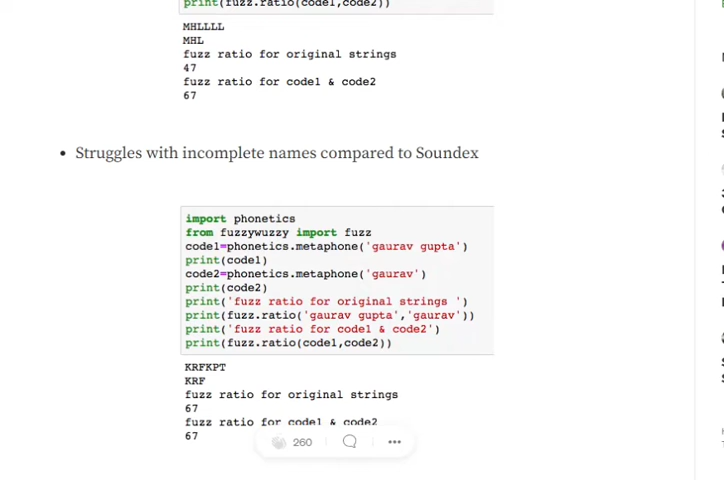 print(fuzz.ratio(code1,code2))
MHLLLL
MHL
fuzz ratio for original strings
47
fuzz ratio for code1 & code2
67
• Struggles with incomplete names compared to Soundex
import phonetics
from fuzzywuzzy import fuzz
code1=phonetics.metaphone('gaurav gupta')
print(code1)
code2=phonetics.metaphone('gaurav')
print(code2)
print('fuzz ratio for original strings ')
print(fuzz.ratio('gaurav gupta','gaurav'))
print('fuzz ratio for code1 & code2')
print(fuzz.ratio(code1,code2))
KRFKPT
KRF
fuzz ratio for original strings
67
fuzz ratio for code1 & code2
67
260